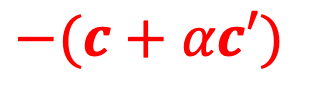 −(𝒄 + 𝛼𝒄′)